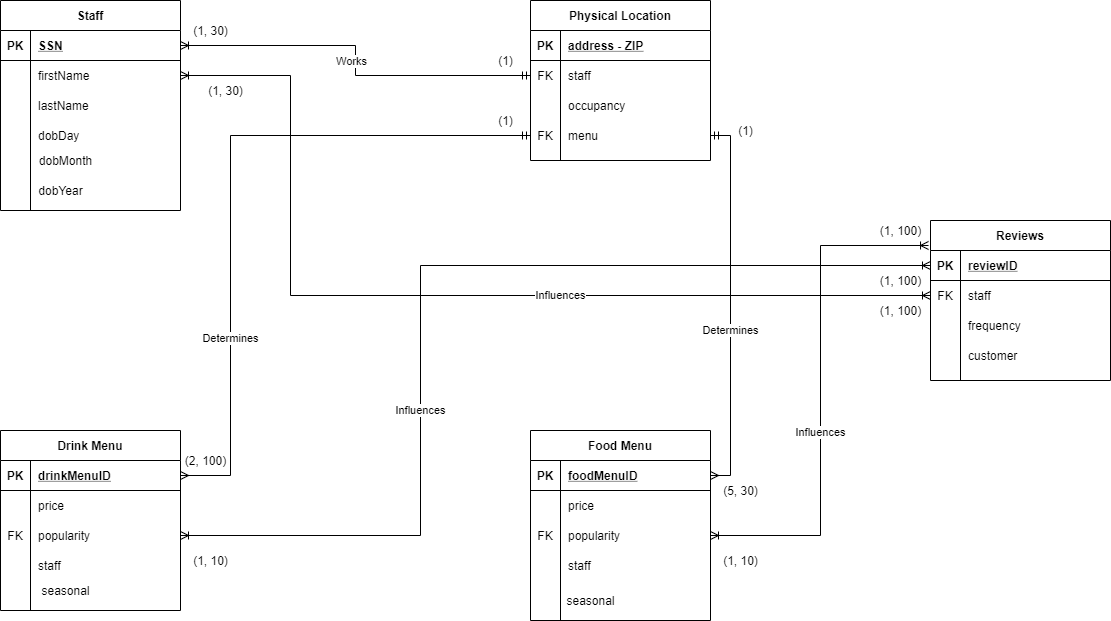 Staff
PK SSN
firstName
lastName
dobDay
dobMonth
dobYear
(1, 30)
(1, 30)
Works
(1)
(1)
Physical Location
PK address - ZIP
FK staff
occupancy
FK menu
(1)
Reviews
PK reviewID
FK staff
frequency
customer
(1, 100)
(1, 100)
(1, 100)
Influences
Determines
Determines
Influences
Influences
Drink Menu
PK drinkMenuID
price
FK popularity
staff
seasonal
(2, 100)
(1, 10)
Food Menu
PK foodMenuID
price
FK popularity
staff
seasonal
(5, 30)
(1, 10)